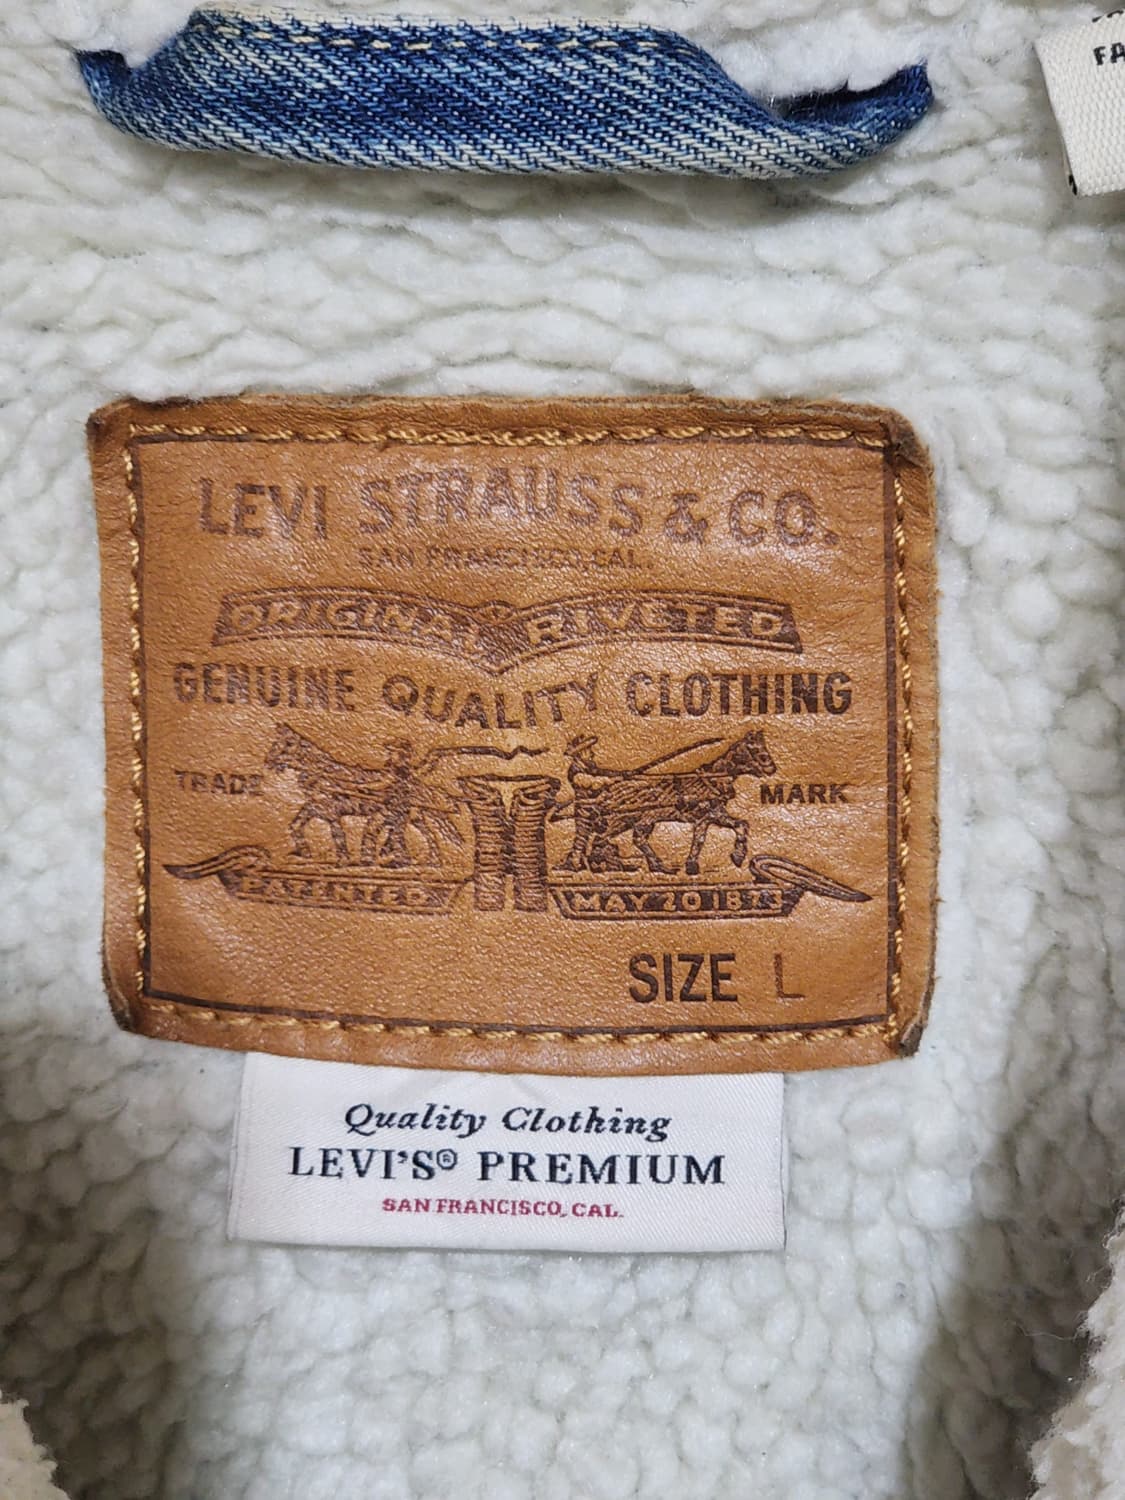 FA
LEVI STRAUSS & CO.
SAN FRANCISCO, CAL.
ORIGINAL RIVETED
GENUINE QUALITY CLOTHING
TRADE MARK
PATENTED MAY 20 1873
SIZE L
Quality Clothing
LEVI'S® PREMIUM
SAN FRANCISCO, CAL.